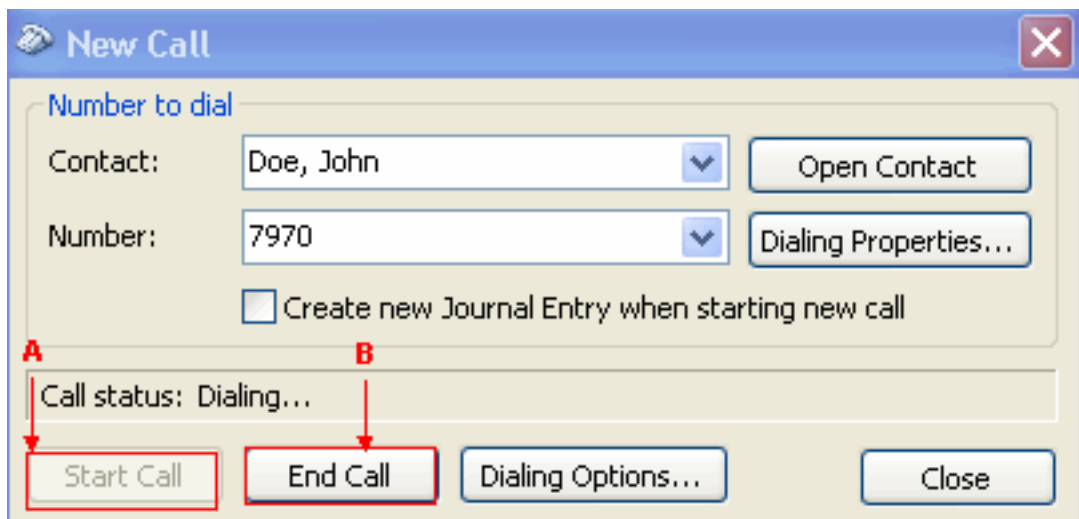 New Call
Number to dial
Contact: Doe, John Open Contact
Number: 7970 Dialing Properties...
Create new Journal Entry when starting new call
A B
Call status: Dialing...
Start Call End Call Dialing Options... Close